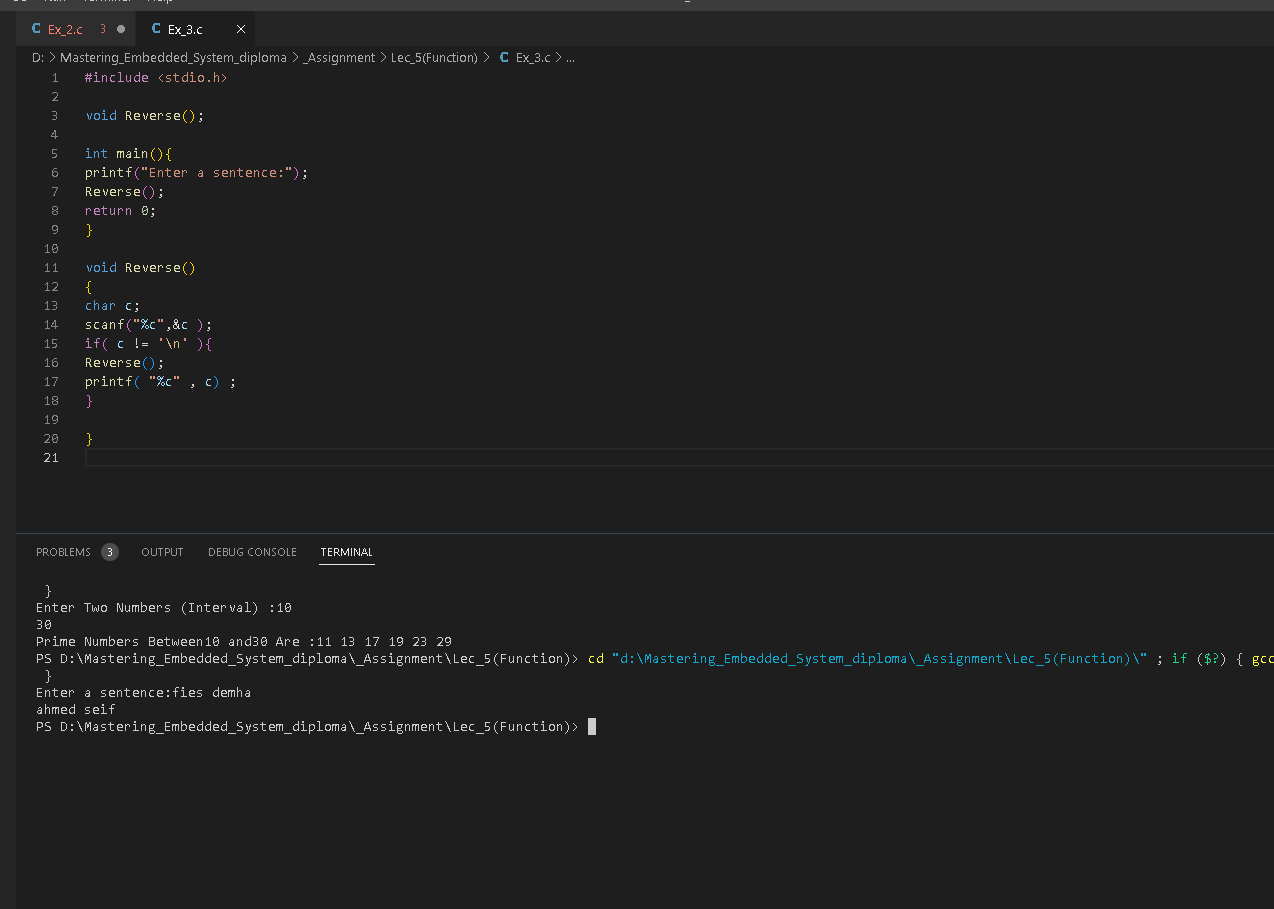 C Ex_2.c 3 ● C Ex_3.c ×
D: > Mastering_Embedded_System_diploma > _Assignment > Lec_5(Function) > C Ex_3.c > ...
1 #include <stdio.h>
2
3 void Reverse();
4
5 int main(){
6 printf("Enter a sentence:");
7 Reverse();
8 return 0;
9 }
10
11 void Reverse()
12 {
13 char c;
14 scanf("%c",&c );
15 if( c != '\n' ){
16 Reverse();
17 printf( "%c" , c) ;
18 }
19
20 }
21
PROBLEMS 3 OUTPUT DEBUG CONSOLE TERMINAL
}
Enter Two Numbers (Interval) :10
30
Prime Numbers Between10 and30 Are :11 13 17 19 23 29
PS D:\Mastering_Embedded_System_diploma\_Assignment\Lec_5(Function)> cd "d:\Mastering_Embedded_System_diploma\_Assignment\Lec_5(Function)\" ; if ($?) { gcc
}
Enter a sentence:fies demha
ahmed seif
PS D:\Mastering_Embedded_System_diploma\_Assignment\Lec_5(Function)>